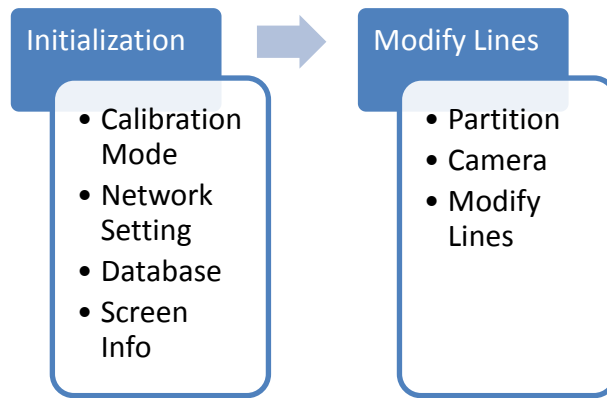 Initialization
• Calibration
Mode
• Network
Setting
• Database
• Screen
Info
Modify Lines
• Partition
• Camera
• Modify
Lines